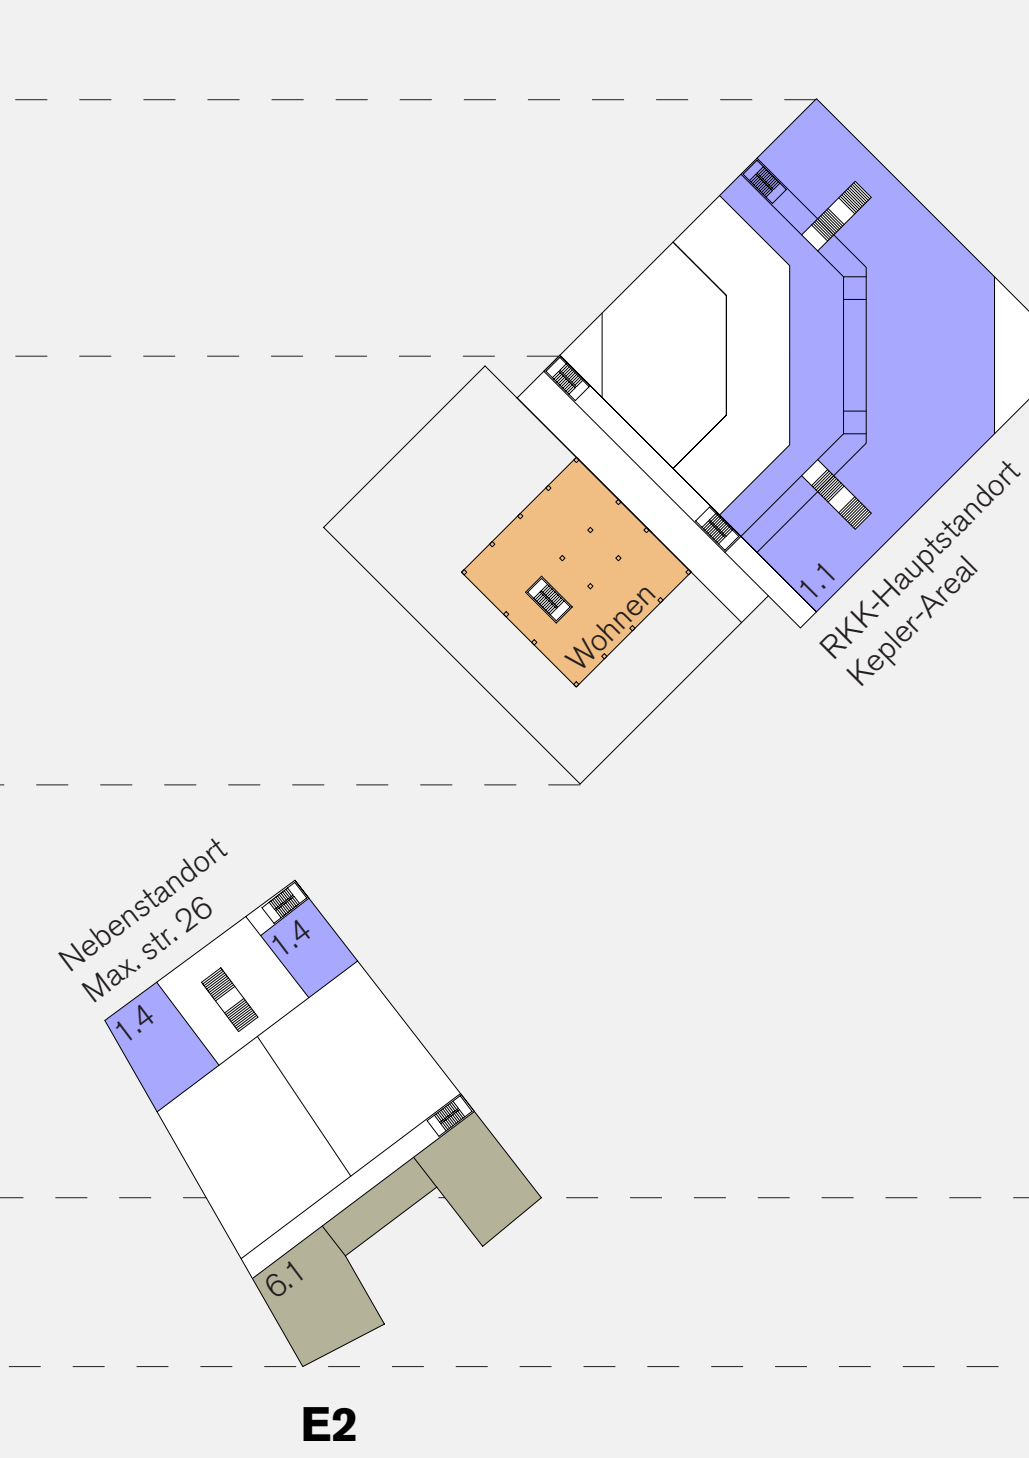 1.1
RKK-Hauptstandort
Kepler-Areal
Wohnen
Nebenstandort
Max. str. 26
1.4
1.4
6.1
E2